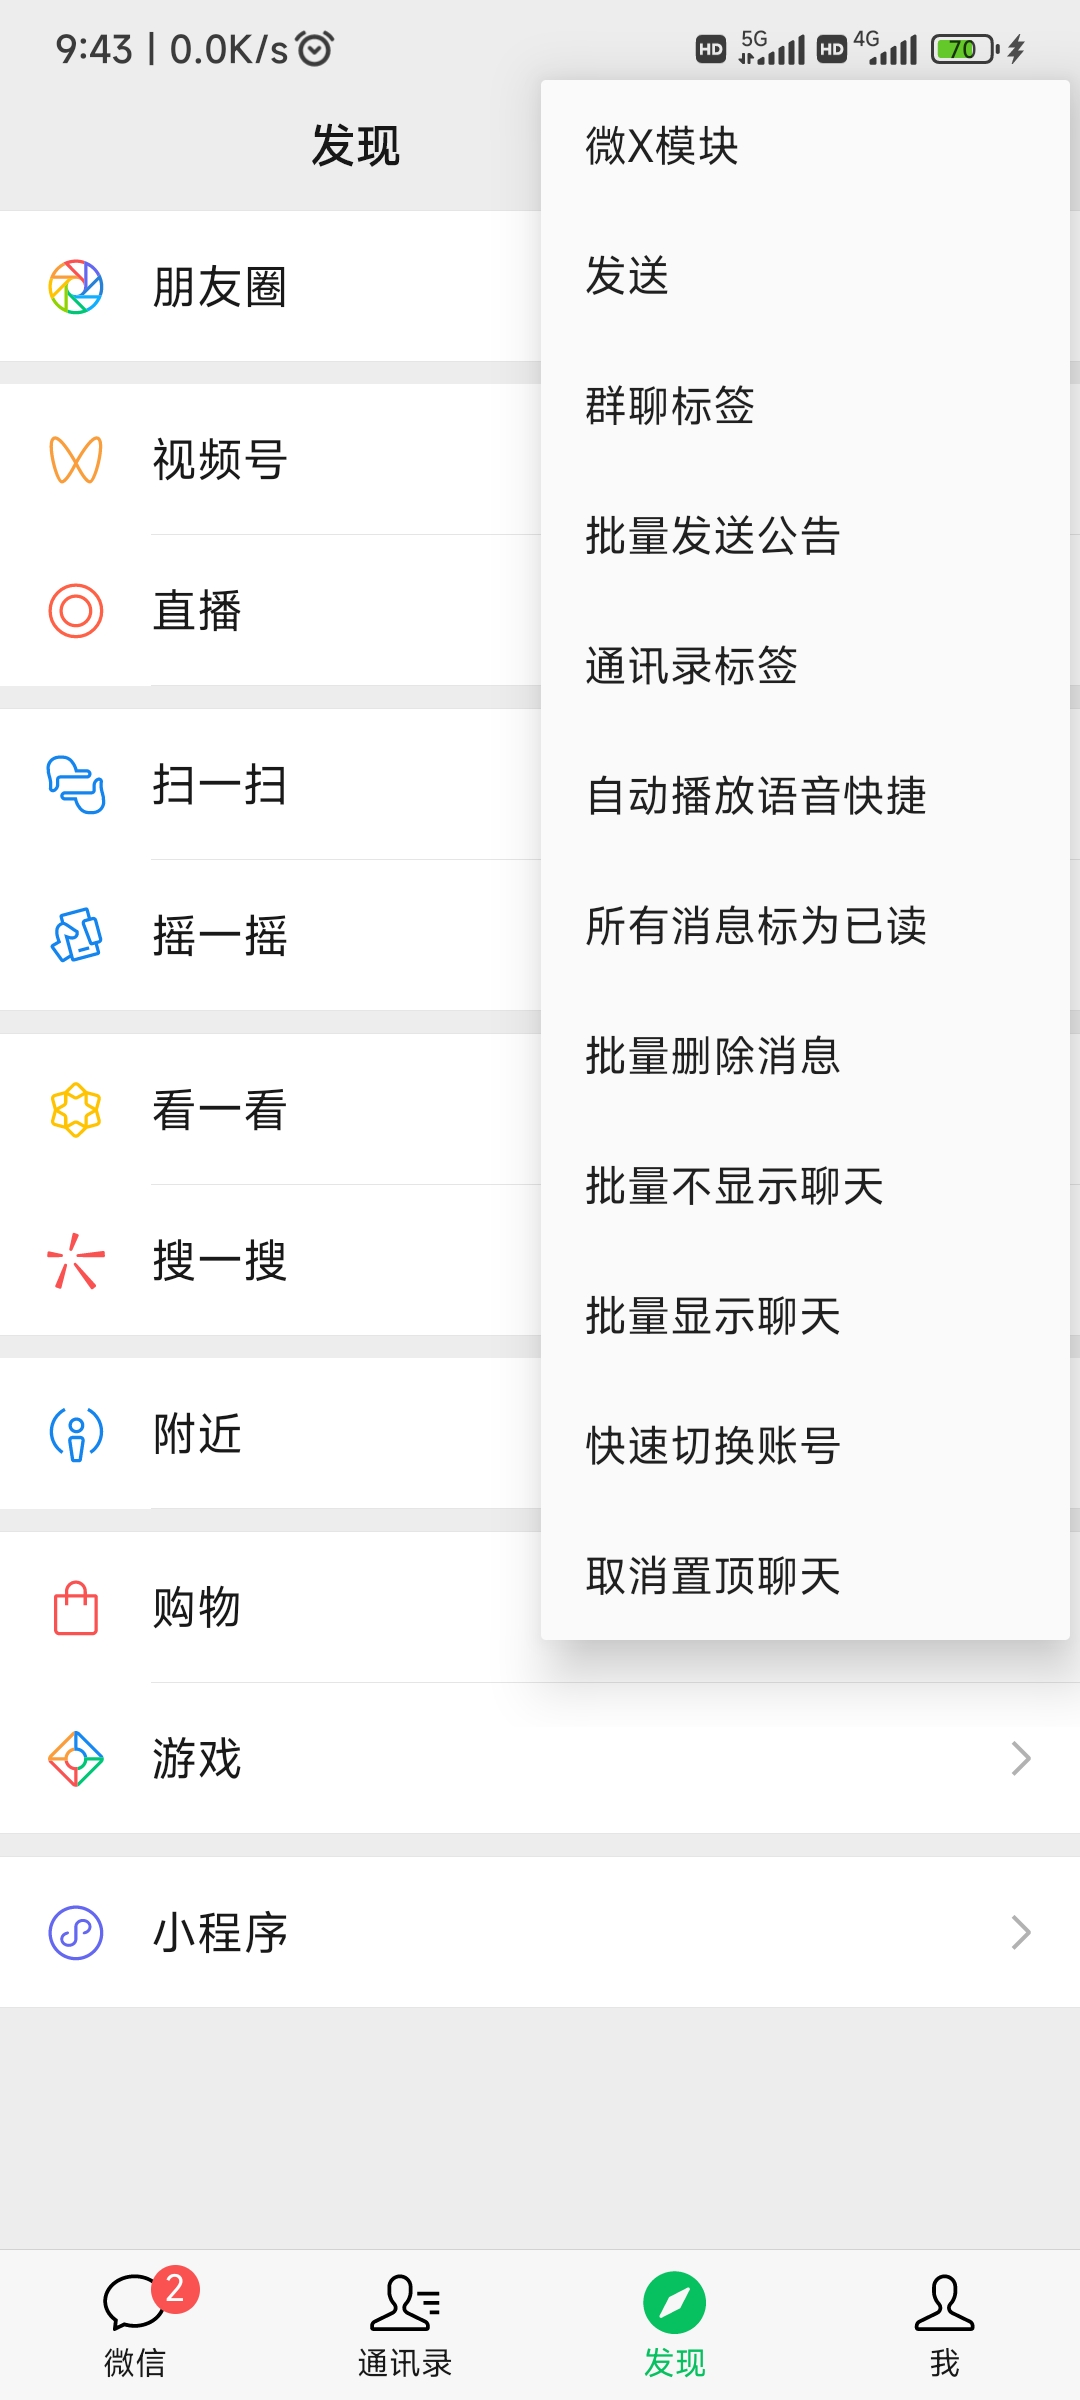 9:43 | 0.0K/s
HD 5G HD 4G 70
发现
朋友圈
视频号
直播
扫一扫
摇一摇
看一看
搜一搜
附近
购物
游戏
小程序
微X模块
发送
群聊标签
批量发送公告
通讯录标签
自动播放语音快捷
所有消息标为已读
批量删除消息
批量不显示聊天
批量显示聊天
快速切换账号
取消置顶聊天
2
微信
通讯录
发现
我